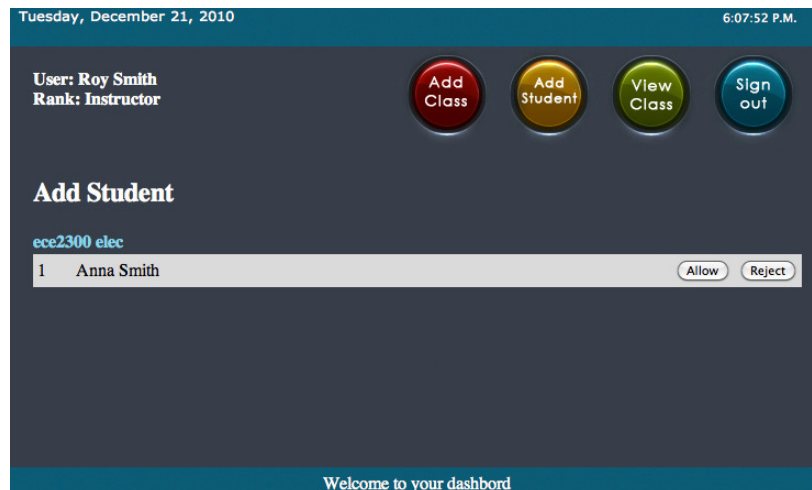 Tuesday, December 21, 2010
6:07:52 P.M.
User: Roy Smith
Rank: Instructor
Add
Class
Add
Student
View
Class
Sign
out
Add Student
ece2300 elec
1 Anna Smith Allow Reject
Welcome to your dashbord